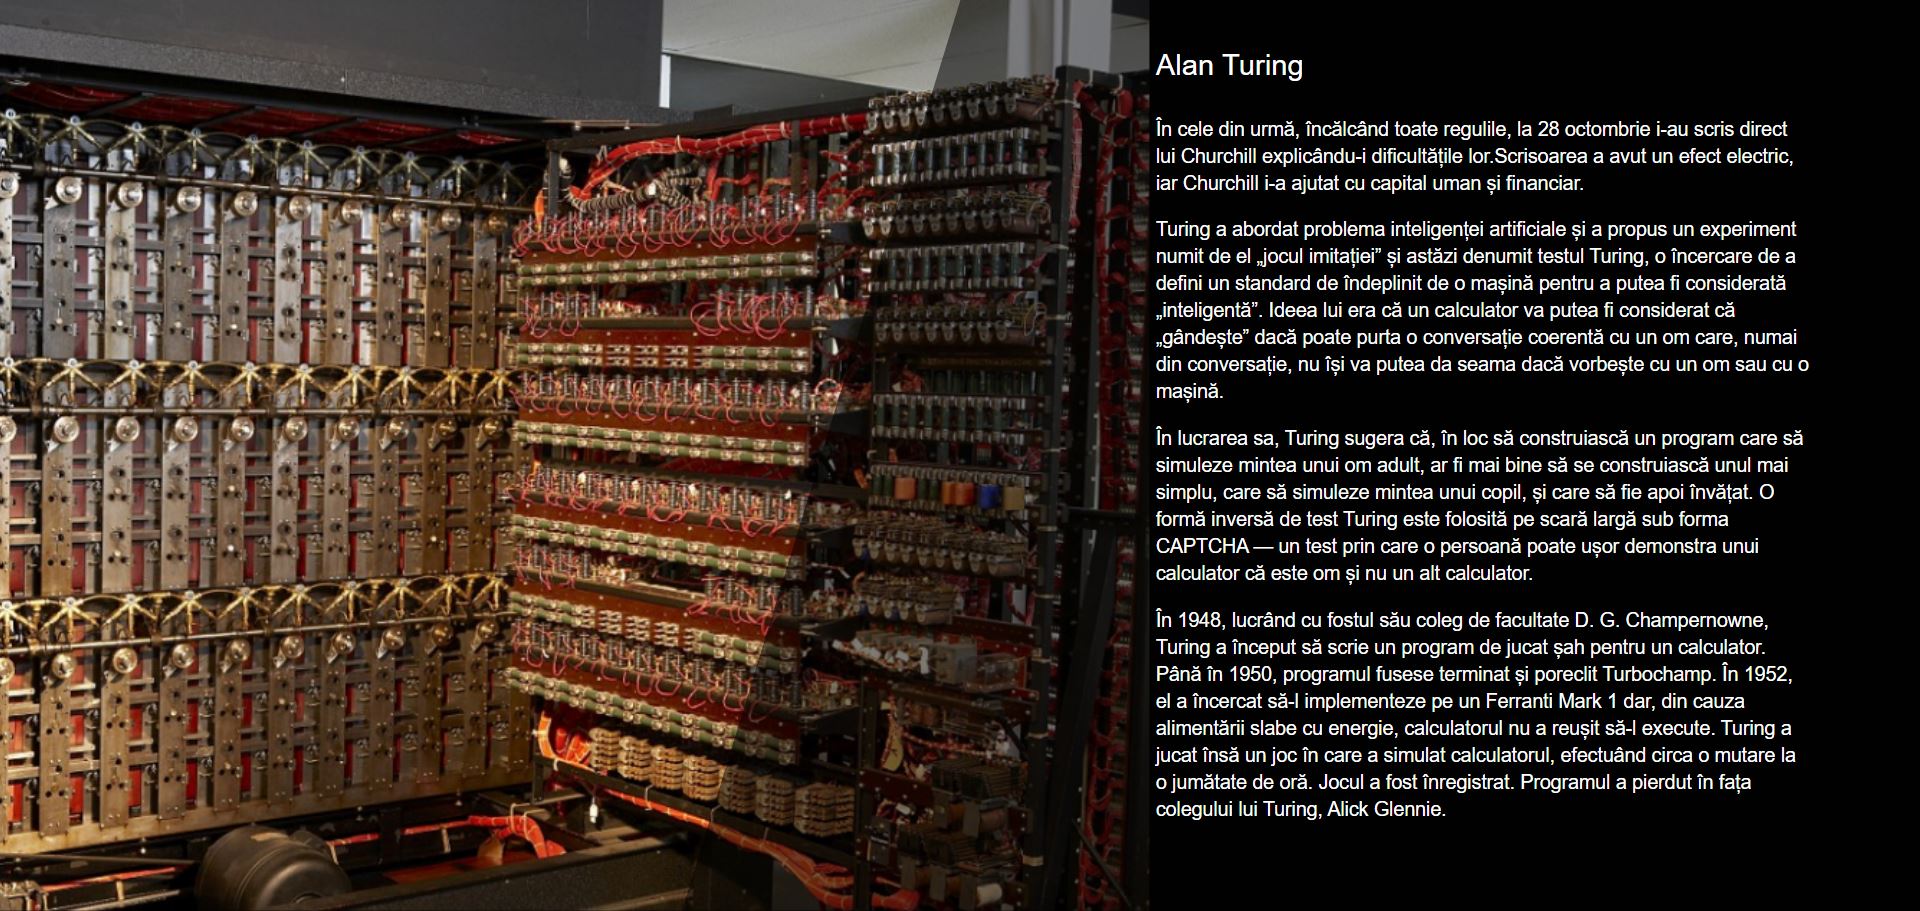 Alan Turing
În cele din urmă, încălcând toate regulile, la 28 octombrie i-au scris direct
lui Churchill explicându-i dificultățile lor.Scrisoarea a avut un efect electric,
iar Churchill i-a ajutat cu capital uman și financiar.
Turing a abordat problema inteligenței artificiale și a propus un experiment
numit de el „jocul imitației” și astăzi denumit testul Turing, o încercare de a
defini un standard de îndeplinit de o mașină pentru a putea fi considerată
„inteligentă”. Ideea lui era că un calculator va putea fi considerat că
„gândește” dacă poate purta o conversație coerentă cu un om care, numai
din conversație, nu își va putea da seama dacă vorbește cu un om sau cu o
mașină.
În lucrarea sa, Turing sugera că, în loc să construiască un program care să
simuleze mintea unui om adult, ar fi mai bine să se construiască unul mai
simplu, care să simuleze mintea unui copil, și care să fie apoi învățat. O
formă inversă de test Turing este folosită pe scară largă sub forma
CAPTCHA — un test prin care o persoană poate ușor demonstra unui
calculator că este om și nu un alt calculator.
În 1948, lucrând cu fostul său coleg de facultate D. G. Champernowne,
Turing a început să scrie un program de jucat șah pentru un calculator.
Până în 1950, programul fusese terminat și poreclit Turbochamp. În 1952,
el a încercat să-l implementeze pe un Ferranti Mark 1 dar, din cauza
alimentării slabe cu energie, calculatorul nu a reușit să-l execute. Turing a
jucat însă un joc în care a simulat calculatorul, efectuând circa o mutare la
o jumătate de oră. Jocul a fost înregistrat. Programul a pierdut în fața
colegului lui Turing, Alick Glennie.